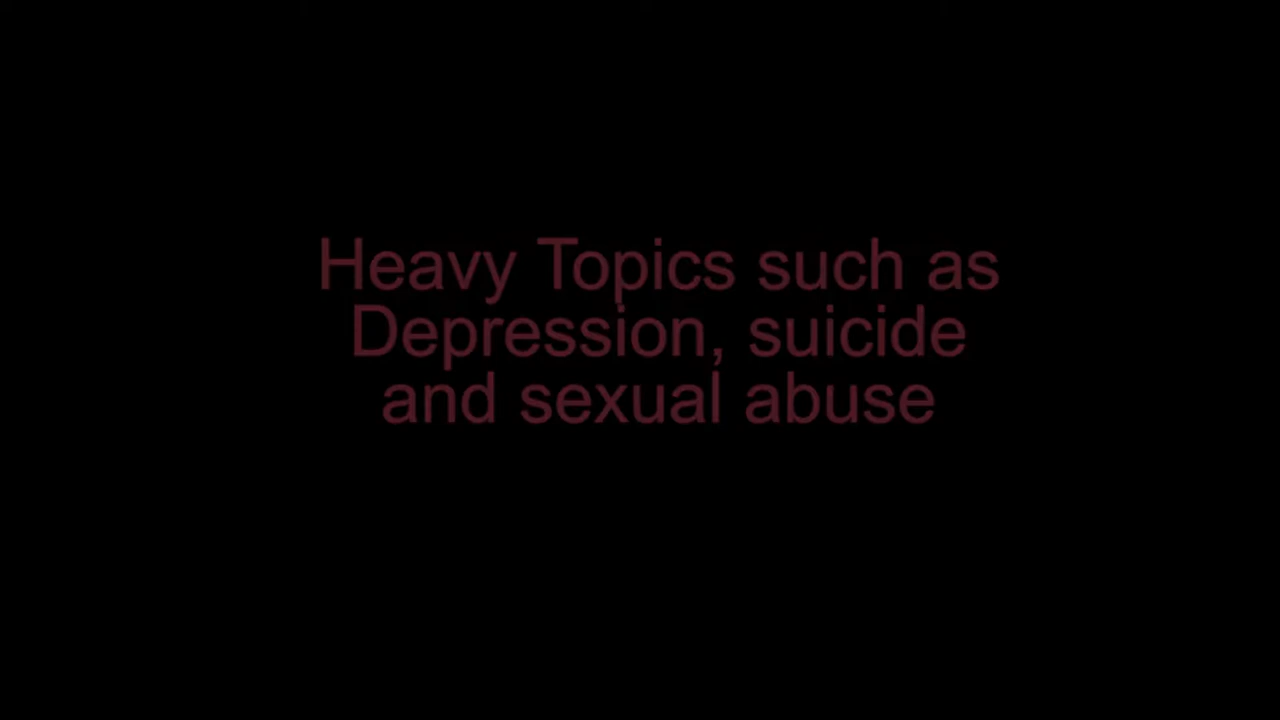 Heavy Topics such as
Depression, suicide
and sexual abuse